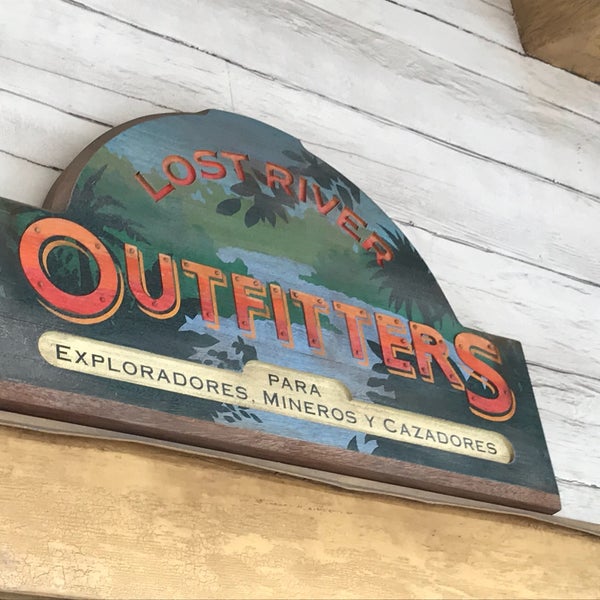 LOST RIVER
OUTFITTERS
PARA
EXPLORADORES, MINEROS Y CAZADORES